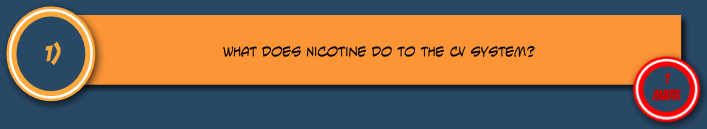 1)
WHAT DOES NICOTINE DO TO THE CV SYSTEM?
1
MARK